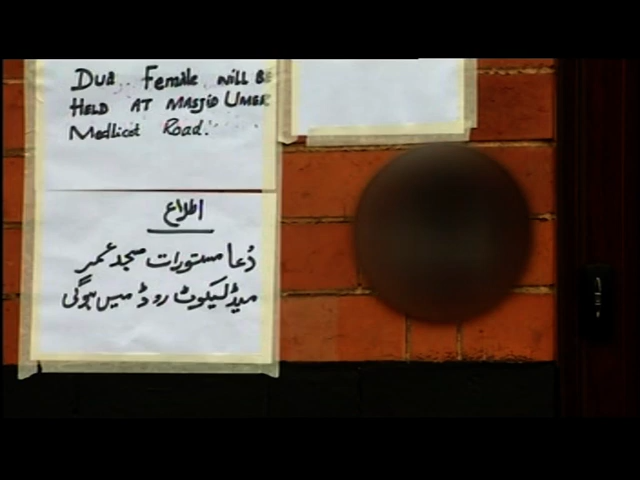 Dua Female will be
Held at Masjid Umer
Medlicot Road.
اطلاع
دُعا مستورات مسجد عمر
میڈلیکوٹ روڈ میں ہوگی